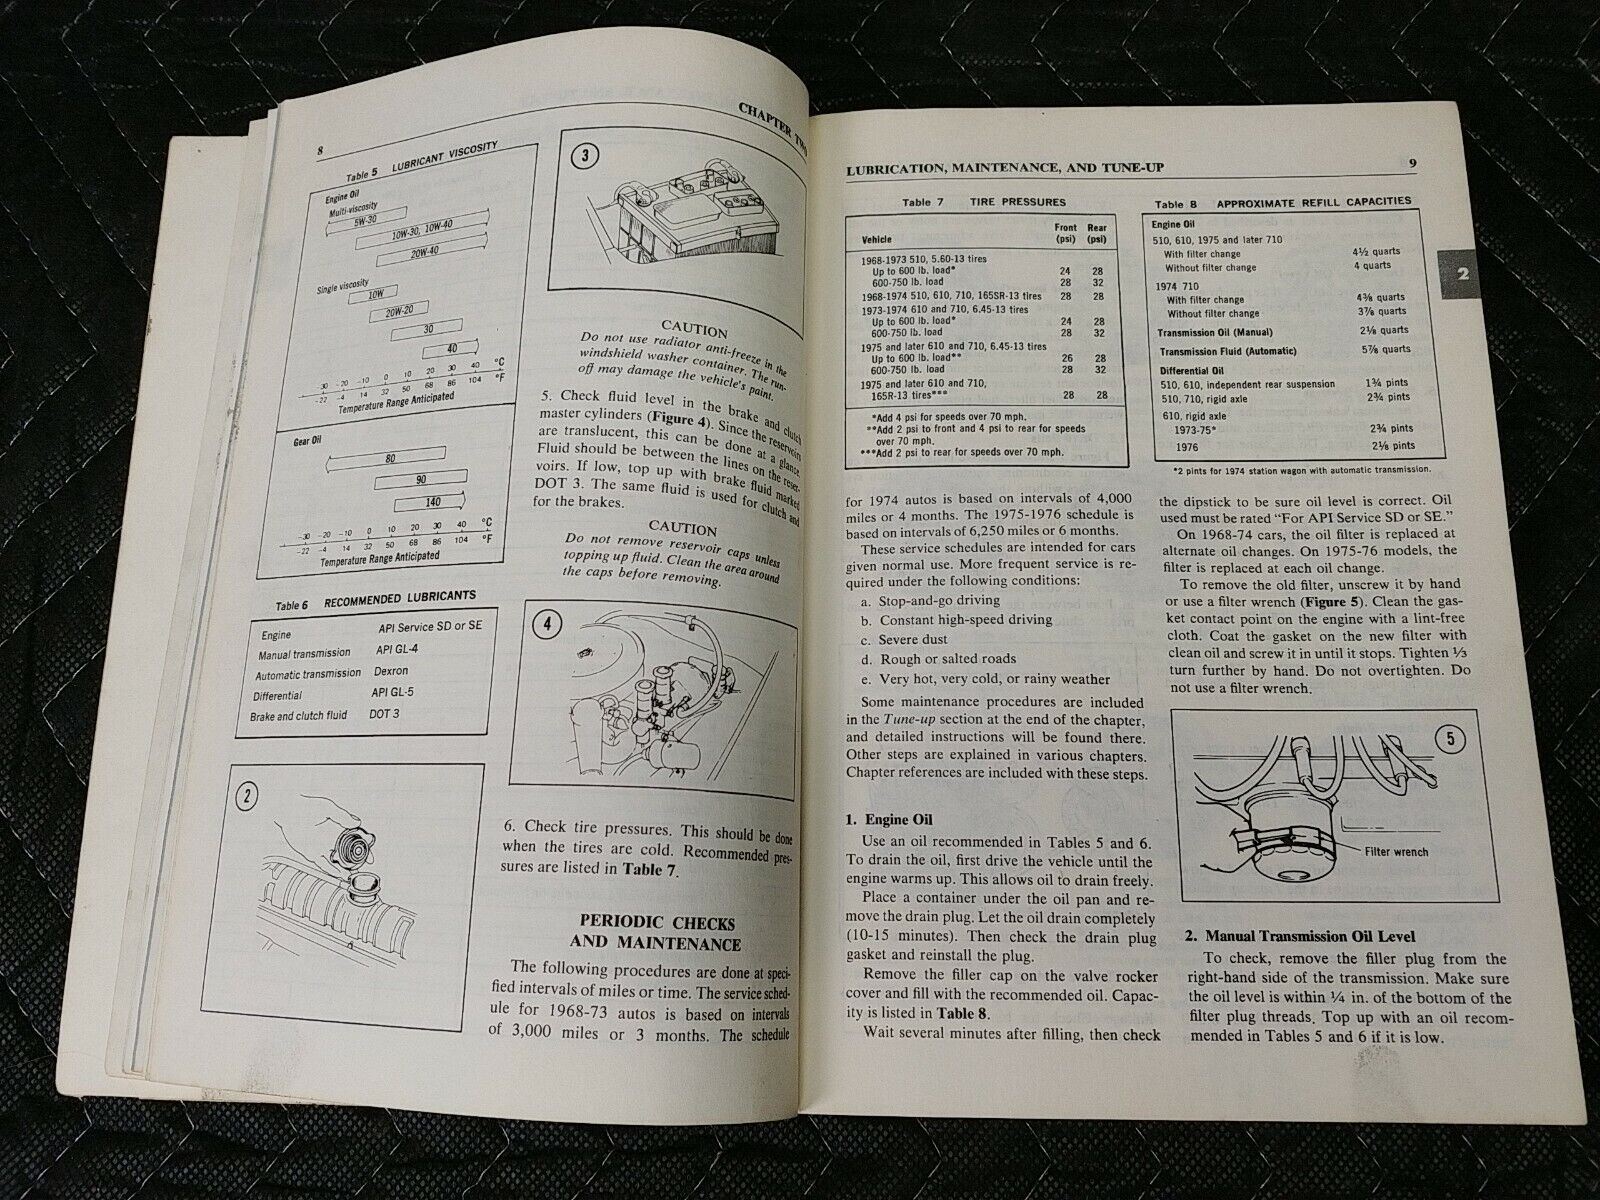 8
CHAPTER TWO
Table 5 LUBRICANT VISCOSITY
Engine Oil
Multi-viscosity
5W-30
10W-30, 10W-40
20W-40
Single viscosity
10W
20W-20
30
40
-30 -20 -10 0 10 20 30 40 °C
-22 -4 14 32 50 68 86 104 °F
Temperature Range Anticipated
Gear Oil
80
90
140
-30 -20 -10 0 10 20 30 40 °C
-22 -4 14 32 50 68 86 104 °F
Temperature Range Anticipated
Table 6 RECOMMENDED LUBRICANTS
Engine API Service SD or SE
Manual transmission API GL-4
Automatic transmission Dexron
Differential API GL-5
Brake and clutch fluid DOT 3
2
3
CAUTION
Do not use radiator anti-freeze in the
windshield washer container. The run-
off may damage the vehicle's paint.
5. Check fluid level in the brake and clutch
master cylinders (Figure 4). Since the reservoirs
are translucent, this can be done at a glance.
Fluid should be between the lines on the reser-
voirs. If low, top up with brake fluid marked
DOT 3. The same fluid is used for clutch and
for the brakes.
CAUTION
Do not remove reservoir caps unless
topping up fluid. Clean the area around
the caps before removing.
4
6. Check tire pressures. This should be done
when the tires are cold. Recommended pres-
sures are listed in Table 7.
PERIODIC CHECKS
AND MAINTENANCE
The following procedures are done at speci-
fied intervals of miles or time. The service sched-
ule for 1968-73 autos is based on intervals
of 3,000 miles or 3 months. The schedule
LUBRICATION, MAINTENANCE, AND TUNE-UP
9
Table 7 TIRE PRESSURES
Vehicle Front (psi) Rear (psi)
1968-1973 510, 5.60-13 tires
Up to 600 lb. load* 24 28
600-750 lb. load 28 32
1968-1974 510, 610, 710, 165SR-13 tires 28 28
1973-1974 610 and 710, 6.45-13 tires
Up to 600 lb. load* 24 28
600-750 lb. load 28 32
1975 and later 610 and 710, 6.45-13 tires
Up to 600 lb. load** 26 28
600-750 lb. load 28 32
1975 and later 610 and 710,
165R-13 tires*** 28 28
*Add 4 psi for speeds over 70 mph.
**Add 2 psi to front and 4 psi to rear for speeds
over 70 mph.
***Add 2 psi to rear for speeds over 70 mph.
for 1974 autos is based on intervals of 4,000
miles or 4 months. The 1975-1976 schedule is
based on intervals of 6,250 miles or 6 months.
These service schedules are intended for cars
given normal use. More frequent service is re-
quired under the following conditions:
a. Stop-and-go driving
b. Constant high-speed driving
c. Severe dust
d. Rough or salted roads
e. Very hot, very cold, or rainy weather
Some maintenance procedures are included
in the Tune-up section at the end of the chapter,
and detailed instructions will be found there.
Other steps are explained in various chapters.
Chapter references are included with these steps.
1. Engine Oil
Use an oil recommended in Tables 5 and 6.
To drain the oil, first drive the vehicle until the
engine warms up. This allows oil to drain freely.
Place a container under the oil pan and re-
move the drain plug. Let the oil drain completely
(10-15 minutes). Then check the drain plug
gasket and reinstall the plug.
Remove the filler cap on the valve rocker
cover and fill with the recommended oil. Capac-
ity is listed in Table 8.
Wait several minutes after filling, then check
Table 8 APPROXIMATE REFILL CAPACITIES
Engine Oil
510, 610, 1975 and later 710
With filter change 4½ quarts
Without filter change 4 quarts
1974 710
With filter change 4⅜ quarts
Without filter change 3⅞ quarts
Transmission Oil (Manual) 2⅛ quarts
Transmission Fluid (Automatic) 5⅞ quarts
Differential Oil
510, 610, independent rear suspension 1¾ pints
510, 710, rigid axle 2¾ pints
610, rigid axle
1973-75* 2¾ pints
1976 2⅛ pints
*2 pints for 1974 station wagon with automatic transmission.
2
the dipstick to be sure oil level is correct. Oil
used must be rated "For API Service SD or SE."
On 1968-74 cars, the oil filter is replaced at
alternate oil changes. On 1975-76 models, the
filter is replaced at each oil change.
To remove the old filter, unscrew it by hand
or use a filter wrench (Figure 5). Clean the gas-
ket contact point on the engine with a lint-free
cloth. Coat the gasket on the new filter with
clean oil and screw it in until it stops. Tighten ⅓
turn further by hand. Do not overtighten. Do
not use a filter wrench.
5
Filter wrench
2. Manual Transmission Oil Level
To check, remove the filler plug from the
right-hand side of the transmission. Make sure
the oil level is within ¼ in. of the bottom of the
filter plug threads. Top up with an oil recom-
mended in Tables 5 and 6 if it is low.